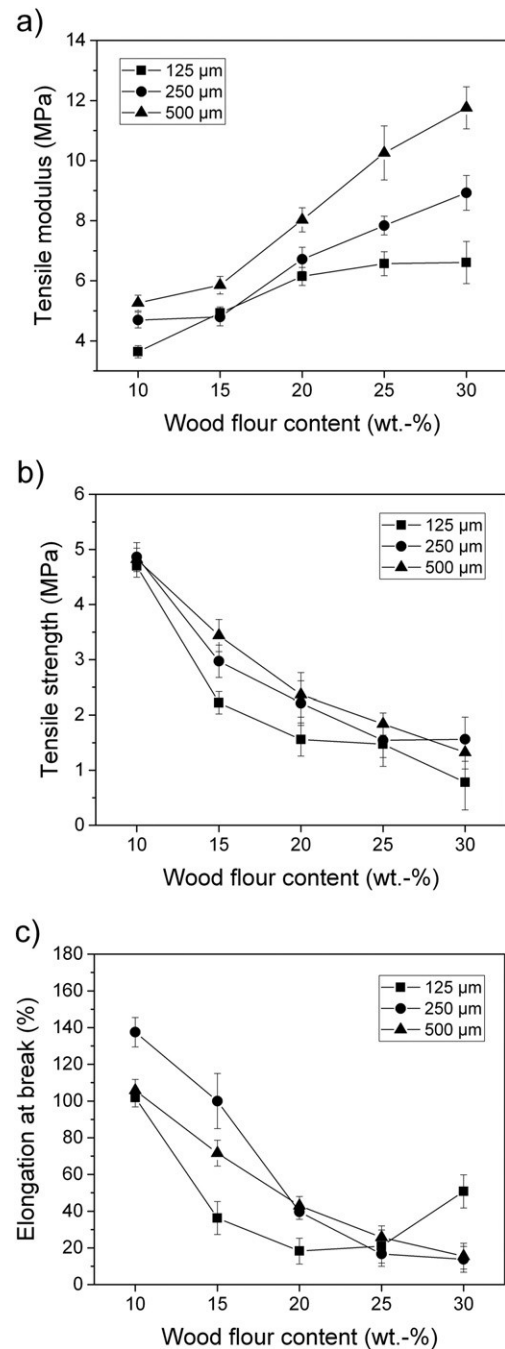 a)
14
12
10
8
6
4
Tensile modulus (MPa)
125 µm
250 µm
500 µm
10 15 20 25 30
Wood flour content (wt.-%)
b)
6
5
4
3
2
1
0
Tensile strength (MPa)
125 µm
250 µm
500 µm
10 15 20 25 30
Wood flour content (wt.-%)
c)
180
160
140
120
100
80
60
40
20
0
Elongation at break (%)
125 µm
250 µm
500 µm
10 15 20 25 30
Wood flour content (wt.-%)